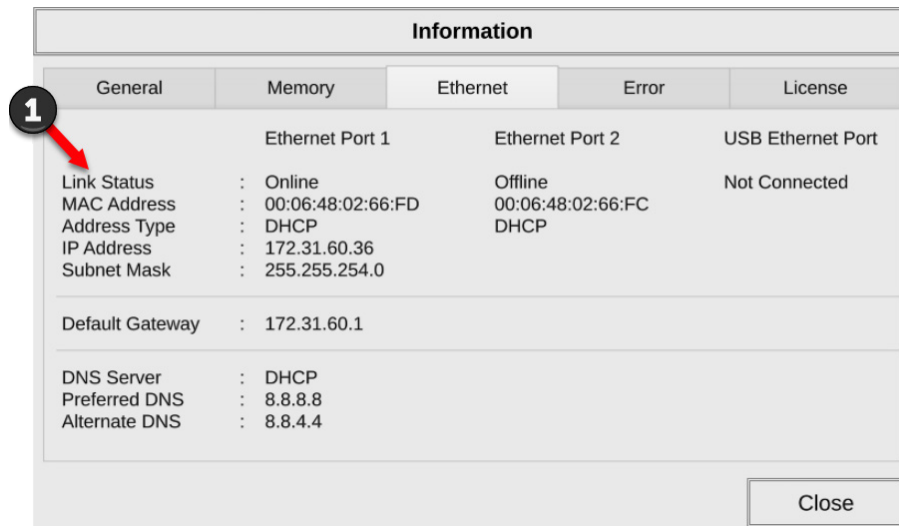 Information
General Memory Ethernet Error License
1
Ethernet Port 1 Ethernet Port 2 USB Ethernet Port
Link Status : Online Offline Not Connected
MAC Address : 00:06:48:02:66:FD 00:06:48:02:66:FC
Address Type : DHCP DHCP
IP Address : 172.31.60.36
Subnet Mask : 255.255.254.0
Default Gateway : 172.31.60.1
DNS Server : DHCP
Preferred DNS : 8.8.8.8
Alternate DNS : 8.8.4.4
Close